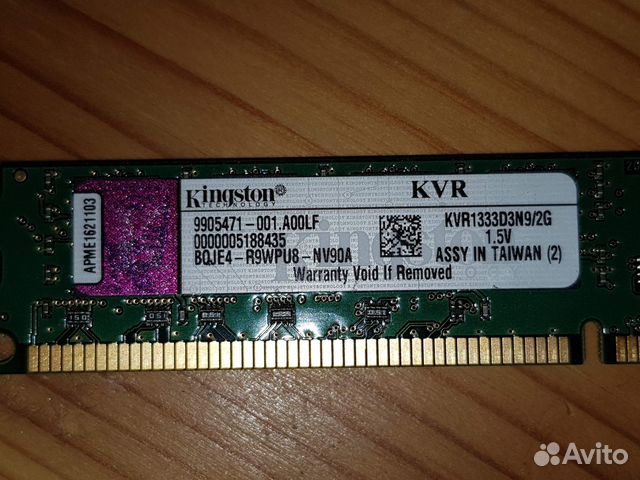 Kingston
TECHNOLOGY
KVR
9905471-001.A00LF
0000005188435
BQJE4-R9WPU8-NV90A
KVR1333D3N9/2G
1.5V
ASSY IN TAIWAN (2)
Warranty Void If Removed
APME1621103
Avito